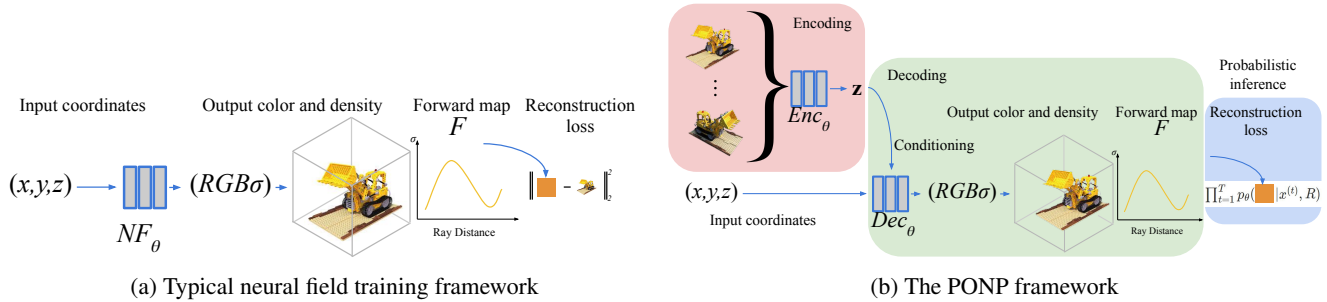 Input coordinates
Output color and density
Forward map
F
Reconstruction
loss
σ
(x,y,z)
(RGBσ)
‖ − ‖²₂
NF_θ
Ray Distance
(a) Typical neural field training framework
Encoding
Enc_θ
z
Decoding
Conditioning
Output color and density
Forward map
F
Probabilistic
inference
Reconstruction
loss
σ
(x,y,z)
Input coordinates
Dec_θ
(RGBσ)
Ray Distance
∏_{t=1}^{T} p_θ( |x^{(t)}, R)
(b) The PONP framework